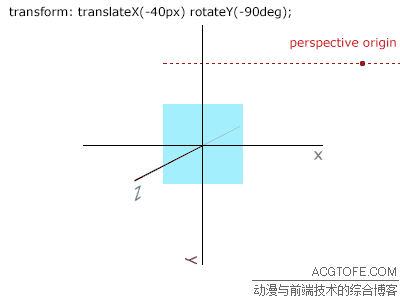 transform: translateX(-40px) rotateY(-90deg);
perspective origin
X
Z
Y
ACGTOFE.COM
动漫与前端技术的综合博客